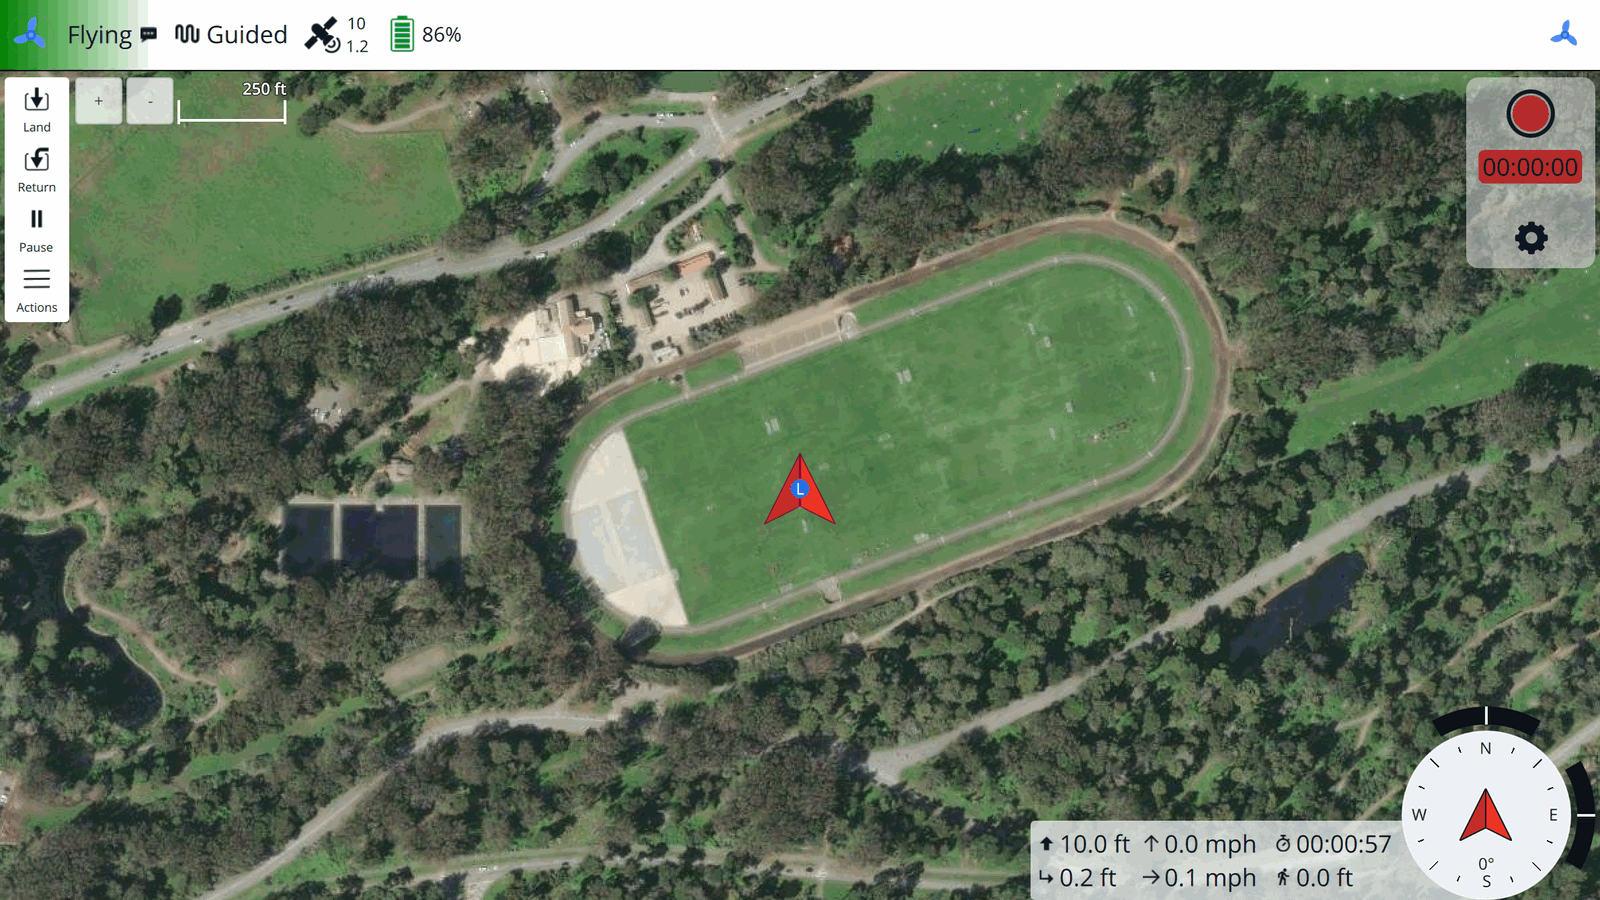 Flying
Guided
10
1.2
86%
Land
Return
Pause
Actions
+
-
250 ft
00:00:00
L
N
W
E
0°
S
10.0 ft
0.0 mph
00:00:57
0.2 ft
0.1 mph
0.0 ft